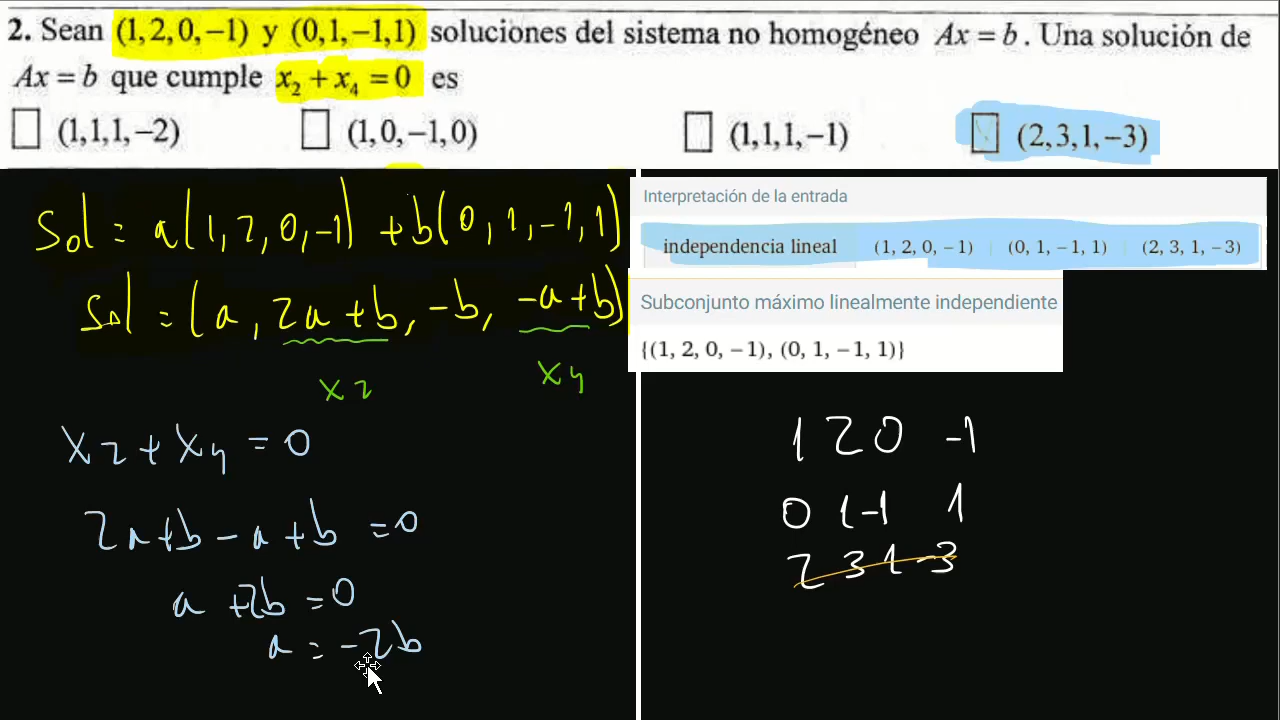 2. Sean (1,2,0,−1) y (0,1,−1,1) soluciones del sistema no homogéneo Ax = b. Una solución de
Ax = b que cumple x₂ + x₄ = 0 es
(1,1,1,−2) (1,0,−1,0) (1,1,1,−1) (2,3,1,−3)
Sol = a(1,2,0,-1) + b(0,1,-1,1)
Sol = (a, 2a+b, -b, -a+b)
x2 x4
x2 + x4 = 0
2a+b - a + b = 0
a + 2b = 0
a = -2b
Interpretación de la entrada
independencia lineal (1, 2, 0, −1) (0, 1, −1, 1) (2, 3, 1, −3)
Subconjunto máximo linealmente independiente
{(1, 2, 0, −1), (0, 1, −1, 1)}
1 2 0 -1
0 1 -1 1
2 3 1 -3